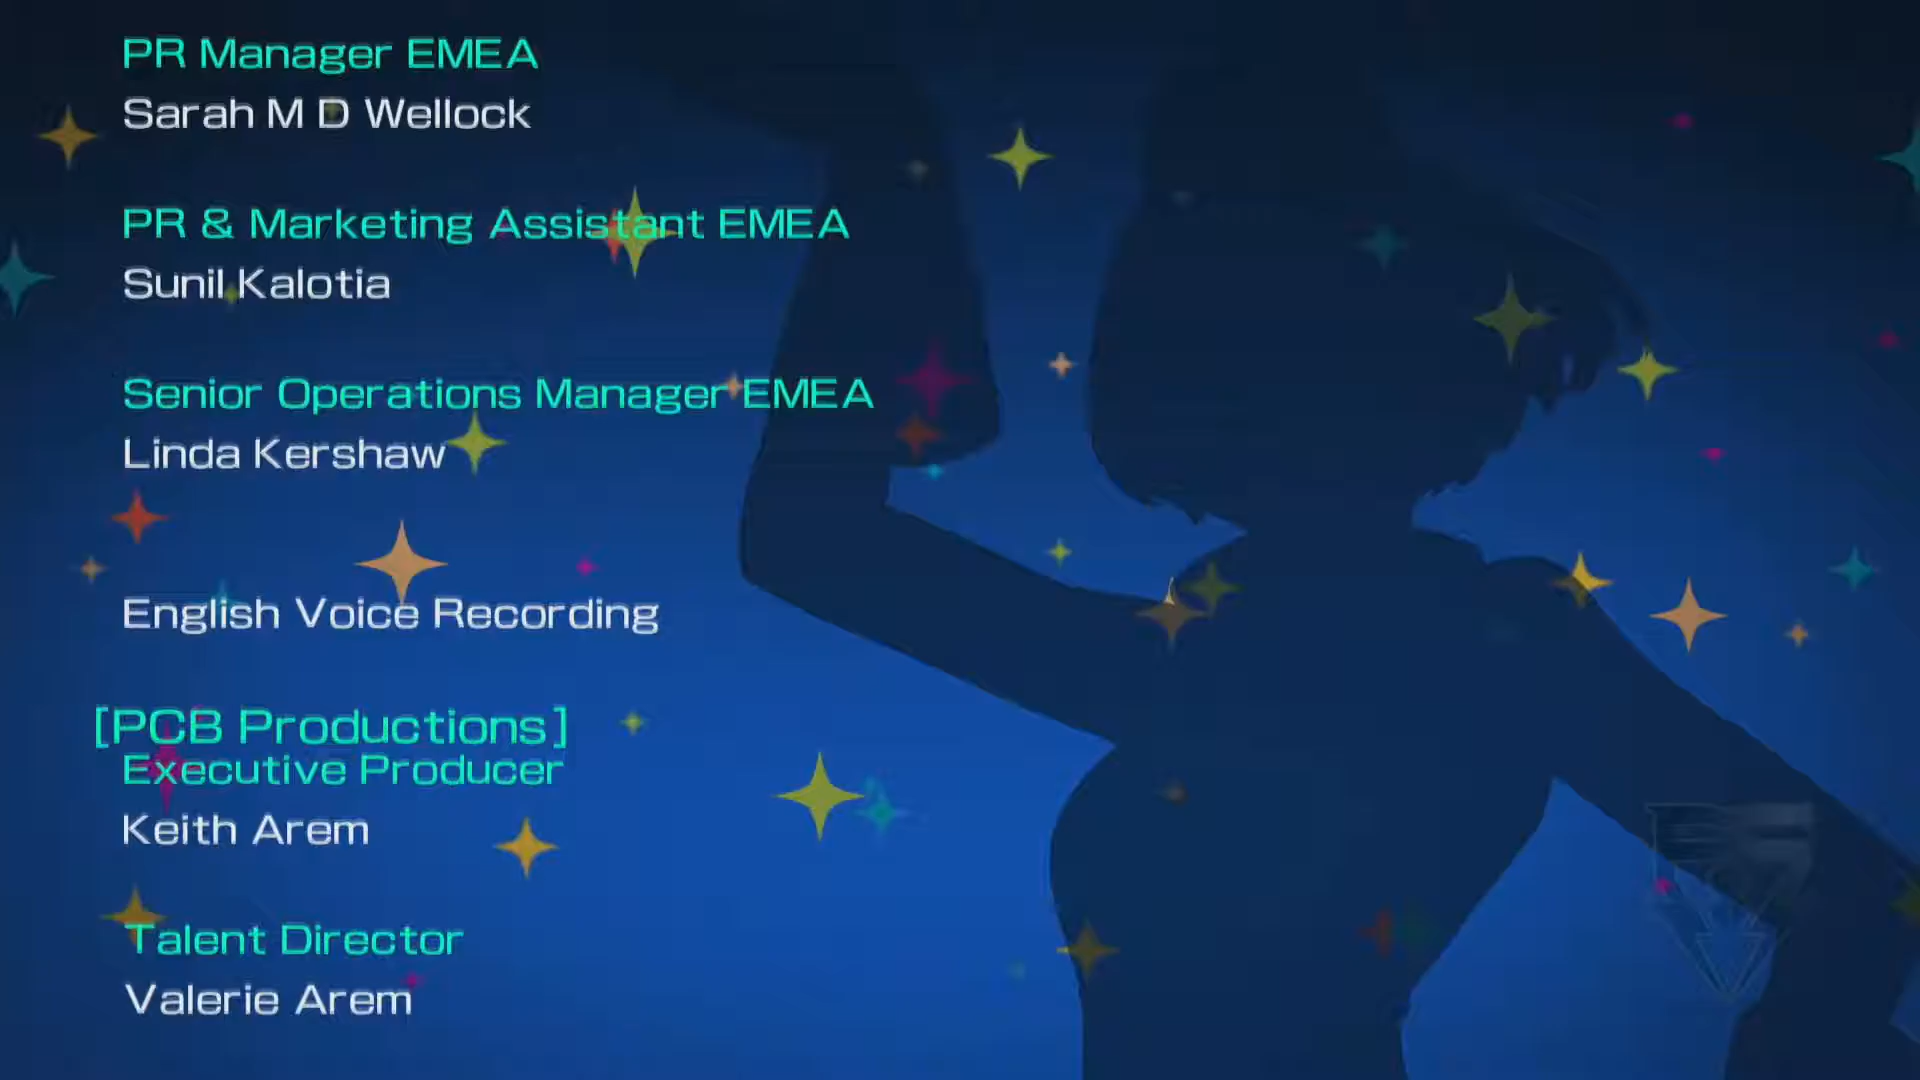 PR Manager EMEA
Sarah M D Wellock
PR & Marketing Assistant EMEA
Sunil Kalotia
Senior Operations Manager EMEA
Linda Kershaw
English Voice Recording
[PCB Productions]
Executive Producer
Keith Arem
Talent Director
Valerie Arem